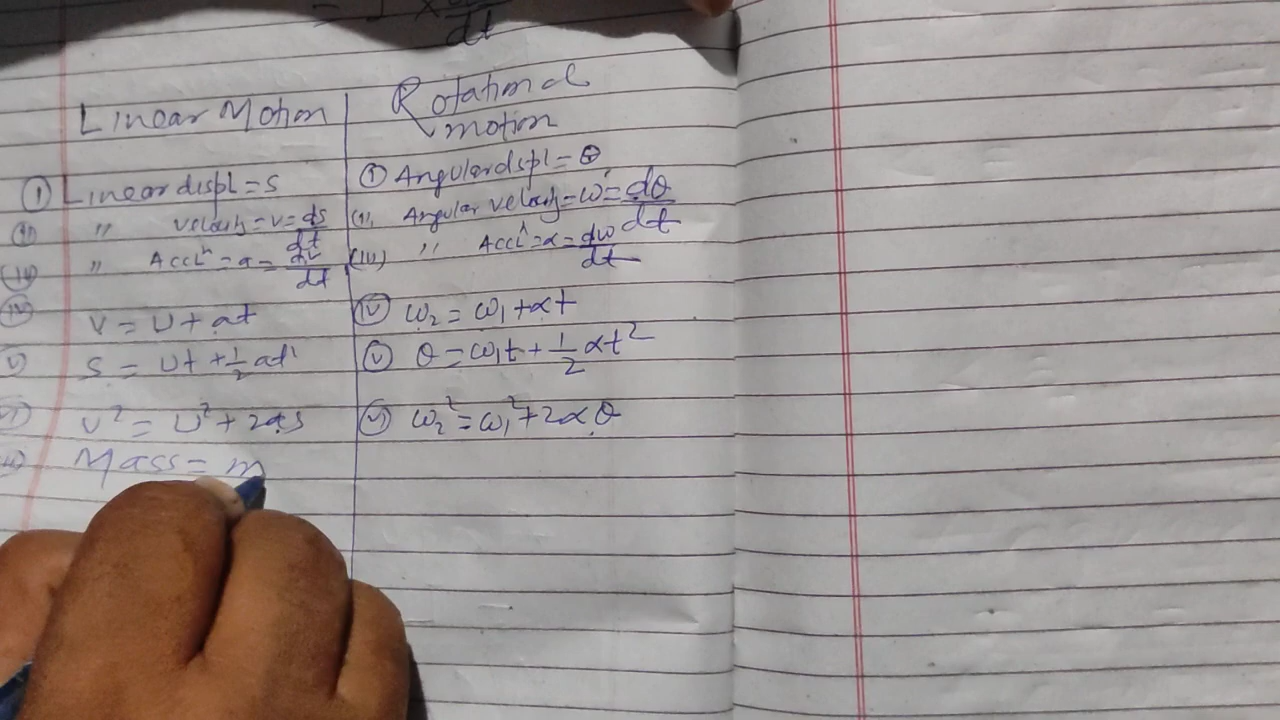 = I × d
dt
Linear Motion
Rotational
motion
(i) Linear displ = s
(i) Angular displ = θ
(ii) " velocity = v = ds/dt
(ii) Angular velocity = ω = dθ/dt
(iii) " Accln = a = dv/dt
(iii) " Accln = α = dω/dt
(iv) v = u + at
(iv) ω₂ = ω₁ + αt
(v) s = ut + 1/2 at²
(v) θ = ω₁t + 1/2 αt²
(vi) v² = u² + 2as
(vi) ω₂² = ω₁² + 2αθ
Mass = m